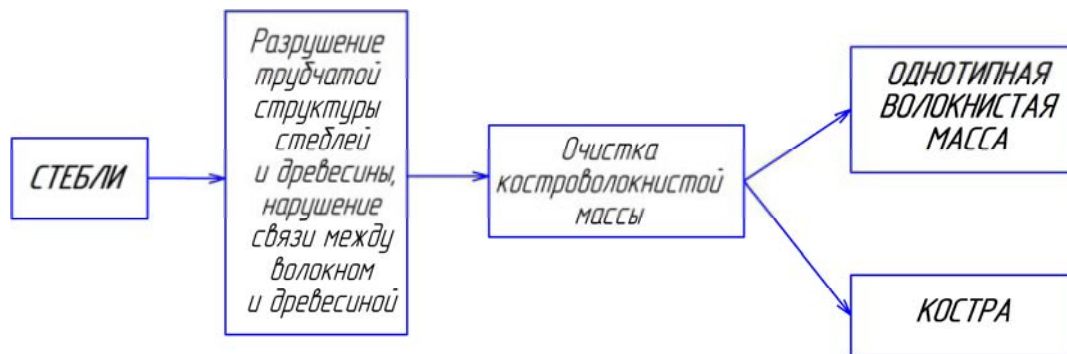 СТЕБЛИ
Разрушение
трубчатой
структуры
стеблей
и древесины,
нарушение
связи между
волокном
и древесиной
Очистка
костроволокнистой
массы
ОДНОТИПНАЯ
ВОЛОКНИСТАЯ
МАССА
КОСТРА